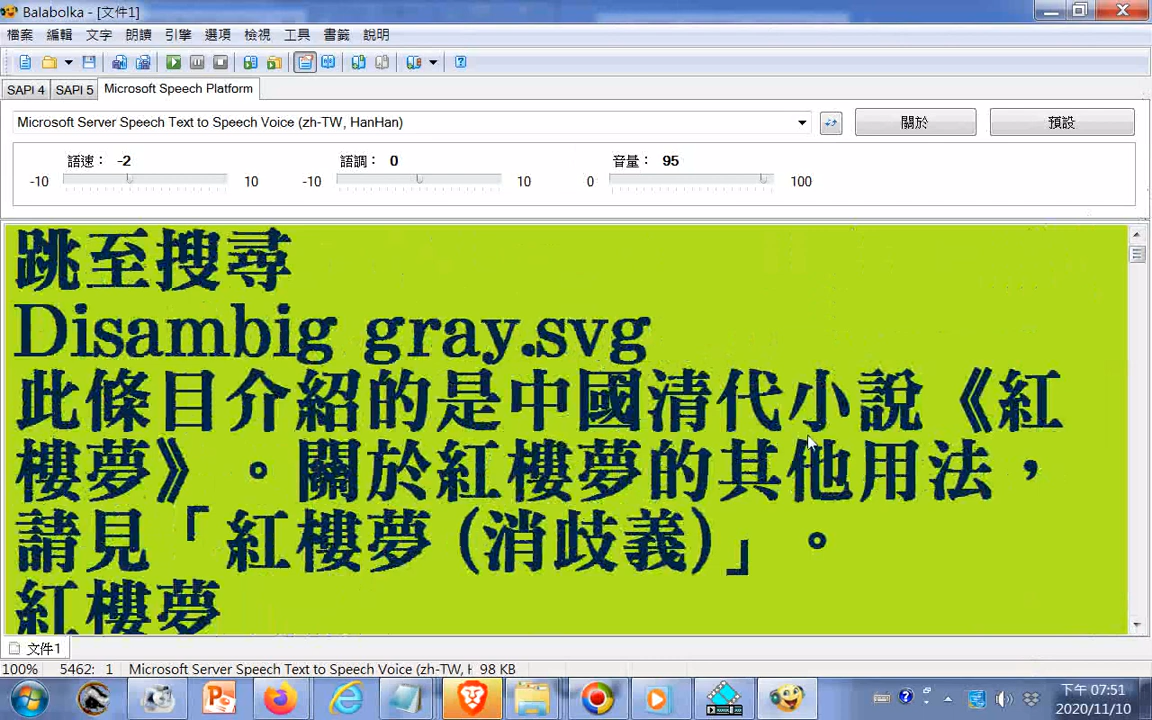 Balabolka - [文件1]
檔案 編輯 文字 朗讀 引擎 選項 檢視 工具 書籤 說明
SAPI 4 SAPI 5 Microsoft Speech Platform
Microsoft Server Speech Text to Speech Voice (zh-TW, HanHan) 關於 預設
語速： -2 語調： 0 音量： 95
-10 10 -10 10 0 100
跳至搜尋
Disambig gray.svg
此條目介紹的是中國清代小說《紅
樓夢》。關於紅樓夢的其他用法，
請見「紅樓夢 (消歧義)」。
紅樓夢
文件1
100% 5462: 1 Microsoft Server Speech Text to Speech Voice (zh-TW, H 98 KB
下午 07:51
2020/11/10